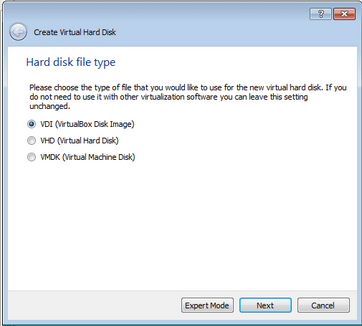 Create Virtual Hard Disk
Hard disk file type
Please choose the type of file that you would like to use for the new virtual hard disk. If you
do not need to use it with other virtualization software you can leave this setting
unchanged.
VDI (VirtualBox Disk Image)
VHD (Virtual Hard Disk)
VMDK (Virtual Machine Disk)
Expert Mode
Next
Cancel